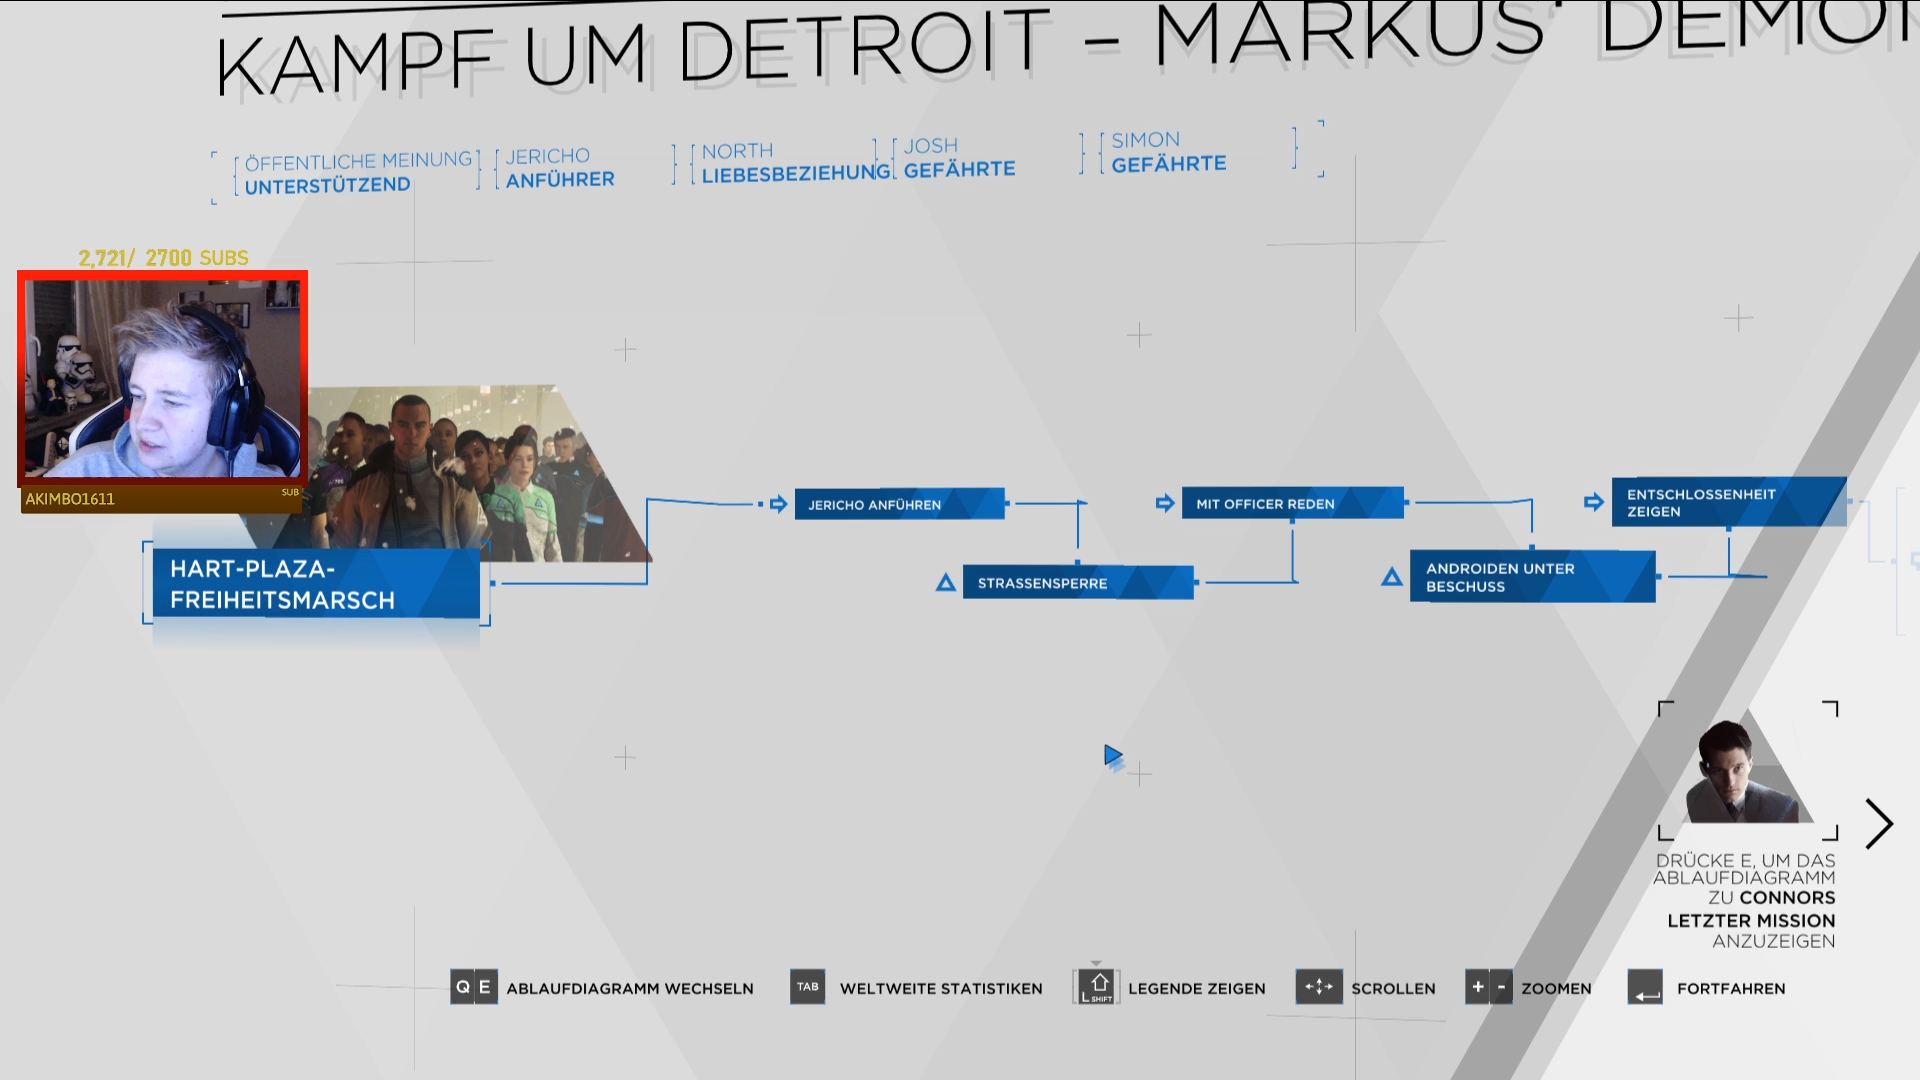 KAMPF UM DETROIT – MARKUS'
ÖFFENTLICHE MEINUNG
UNTERSTÜTZEND
JERICHO
ANFÜHRER
NORTH
LIEBESBEZIEHUNG
JOSH
GEFÄHRTE
SIMON
GEFÄHRTE
2,721/ 2700 SUBS
AKIMBO1611
SUB
HART-PLAZA-
FREIHEITSMARSCH
JERICHO ANFÜHREN
STRASSENSPERRE
MIT OFFICER REDEN
ANDROIDEN UNTER
BESCHUSS
ENTSCHLOSSENHEIT
ZEIGEN
DRÜCKE E, UM DAS
ABLAUFDIAGRAMM
ZU CONNORS
LETZTER MISSION
ANZUZEIGEN
Q E ABLAUFDIAGRAMM WECHSELN
TAB WELTWEITE STATISTIKEN
L SHIFT LEGENDE ZEIGEN
SCROLLEN
+ - ZOOMEN
FORTFAHREN